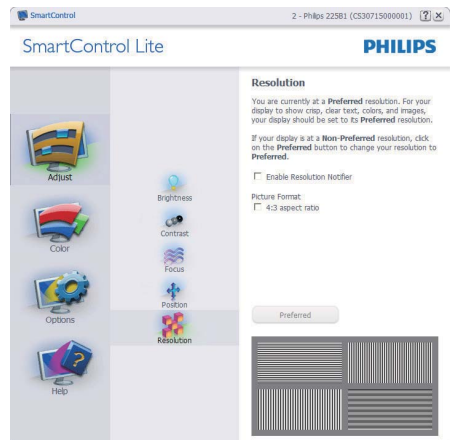 SmartControl
2 - Philips 225B1 (CS30715000001)
SmartControl Lite
PHILIPS
Adjust
Color
Options
Help
Brightness
Contrast
Focus
Position
Resolution
Resolution
You are currently at a Preferred resolution. For your
display to show crisp, clear text, colors, and images,
your display should be set to its Preferred resolution.
If your display is at a Non-Preferred resolution, click
on the Preferred button to change your resolution to
Preferred.
Enable Resolution Notifier
Picture Format
4:3 aspect ratio
Preferred